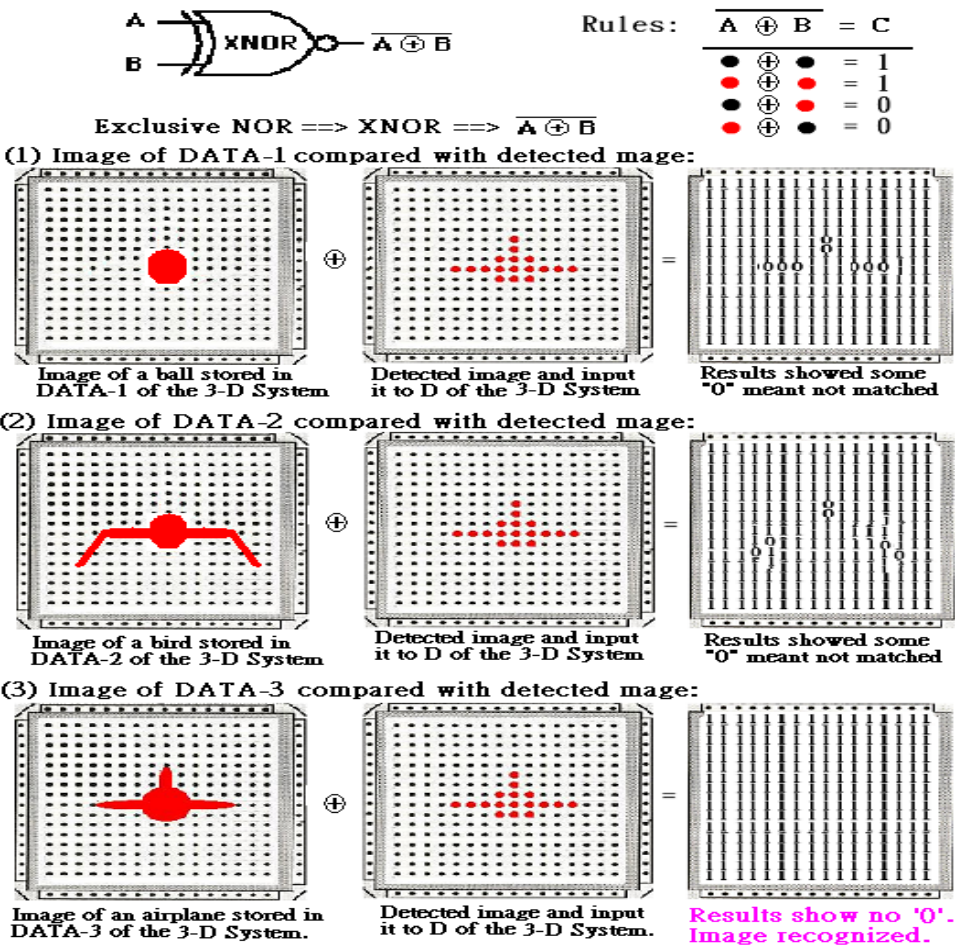 A
B
XNOR
A ⊕ B
Rules: A ⊕ B = C
● ⊕ ● = 1
● ⊕ ● = 1
● ⊕ ● = 0
● ⊕ ● = 0
Exclusive NOR ==> XNOR ==> A ⊕ B
(1) Image of DATA-1 compared with detected mage:
⊕
=
Image of a ball stored in
DATA-1 of the 3-D System
Detected image and input
it to D of the 3-D System
Results showed some
"0" meant not matched
(2) Image of DATA-2 compared with detected mage:
⊕
=
Image of a bird stored in
DATA-2 of the 3-D System
Detected image and input
it to D of the 3-D System
Results showed some
"0" meant not matched
(3) Image of DATA-3 compared with detected mage:
⊕
=
Image of an airplane stored in
DATA-3 of the 3-D System.
Detected image and input
it to D of the 3-D System.
Results show no '0'.
Image recognized.